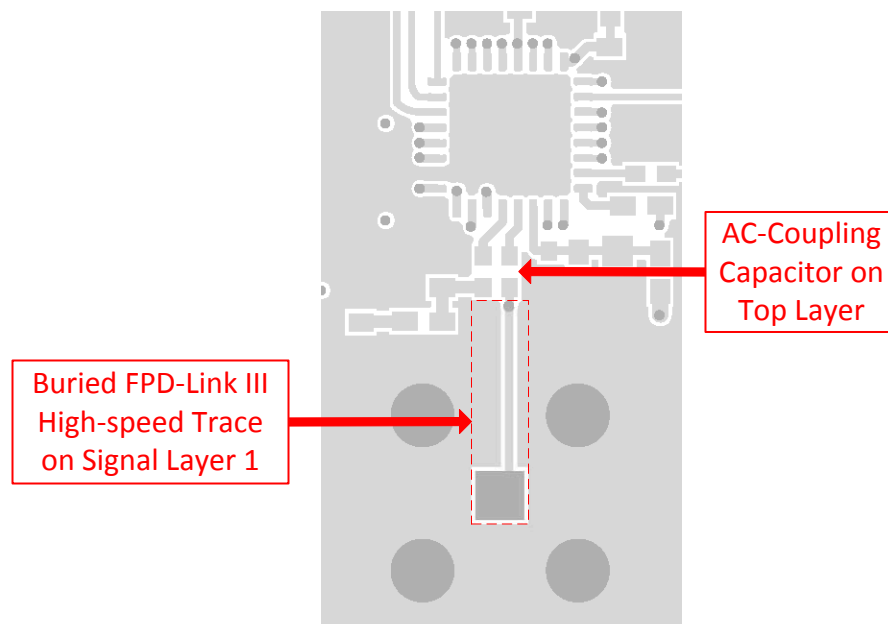 AC-Coupling
Capacitor on
Top Layer
Buried FPD-Link III
High-speed Trace
on Signal Layer 1